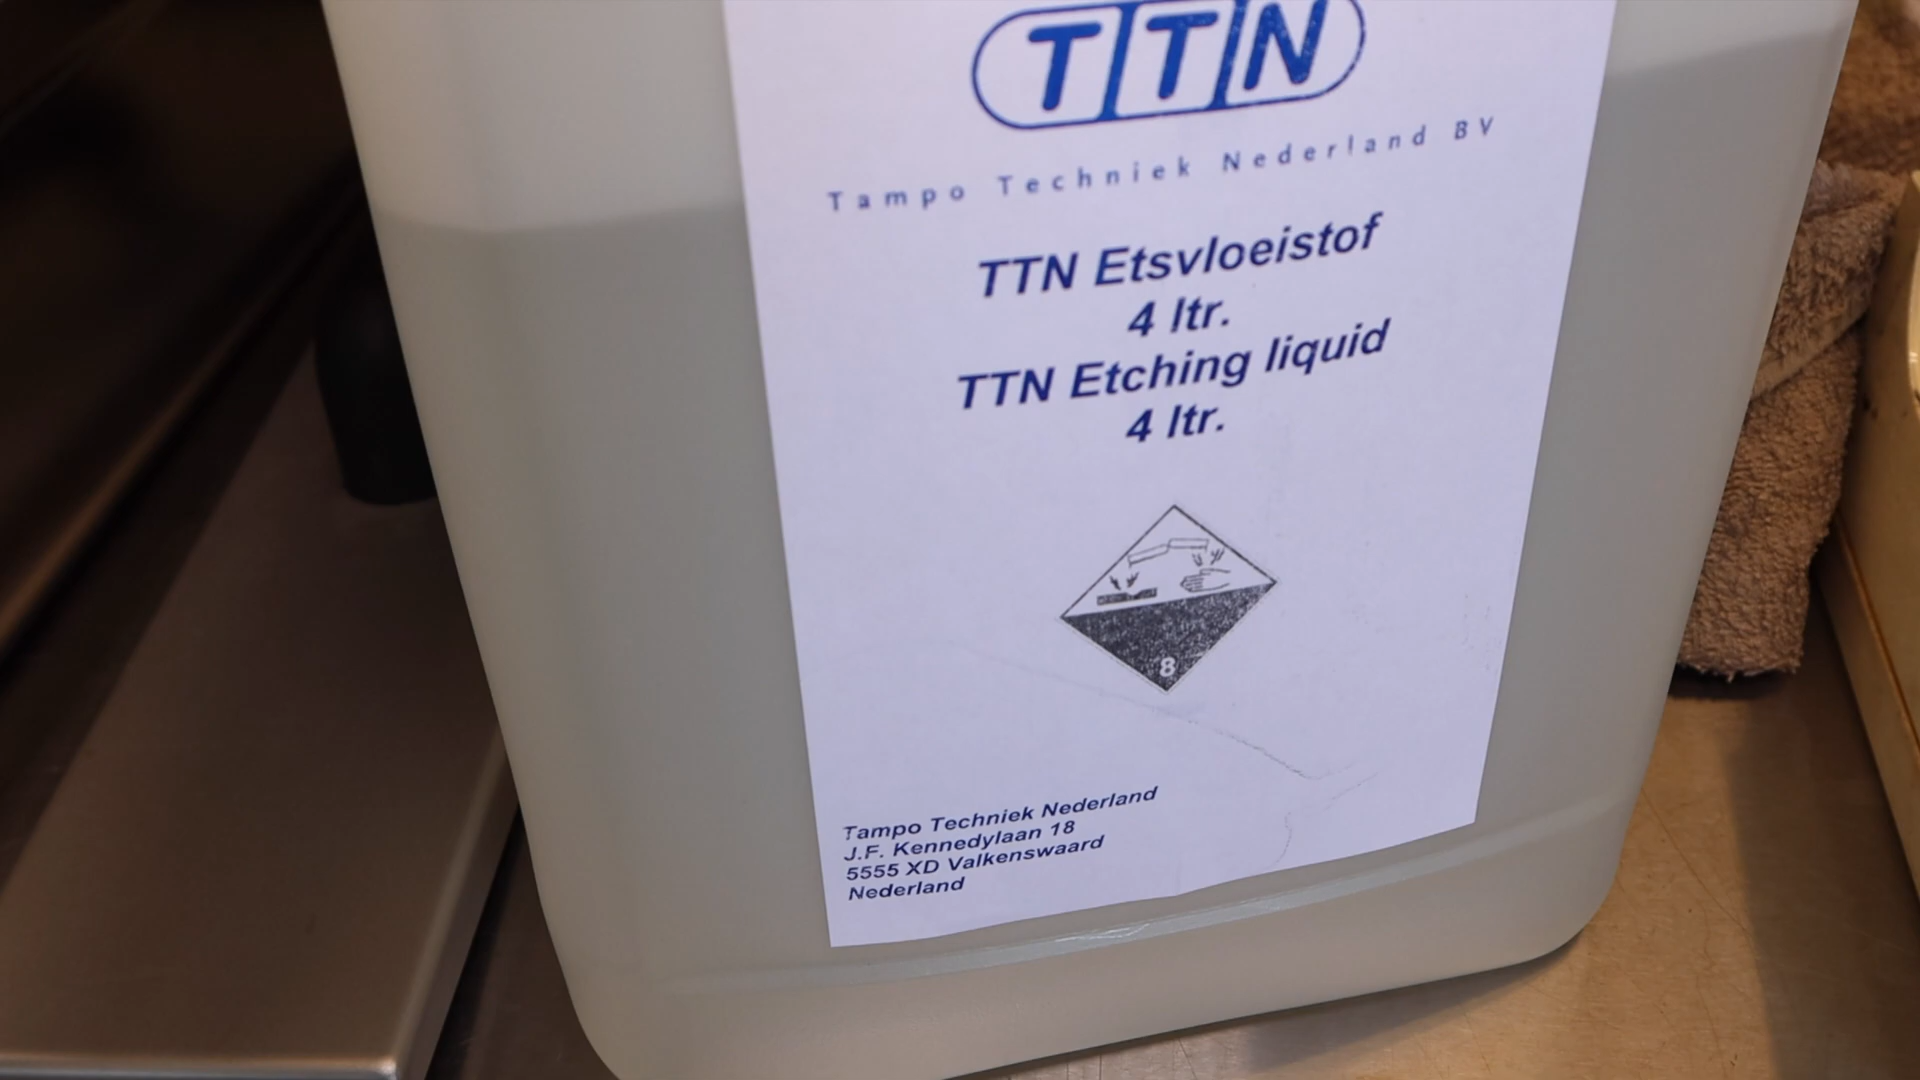 TTN
Tampo Techniek Nederland BV
TTN Etsvloeistof
4 ltr.
TTN Etching liquid
4 ltr.
8
Tampo Techniek Nederland
J.F. Kennedylaan 18
5555 XD Valkenswaard
Nederland